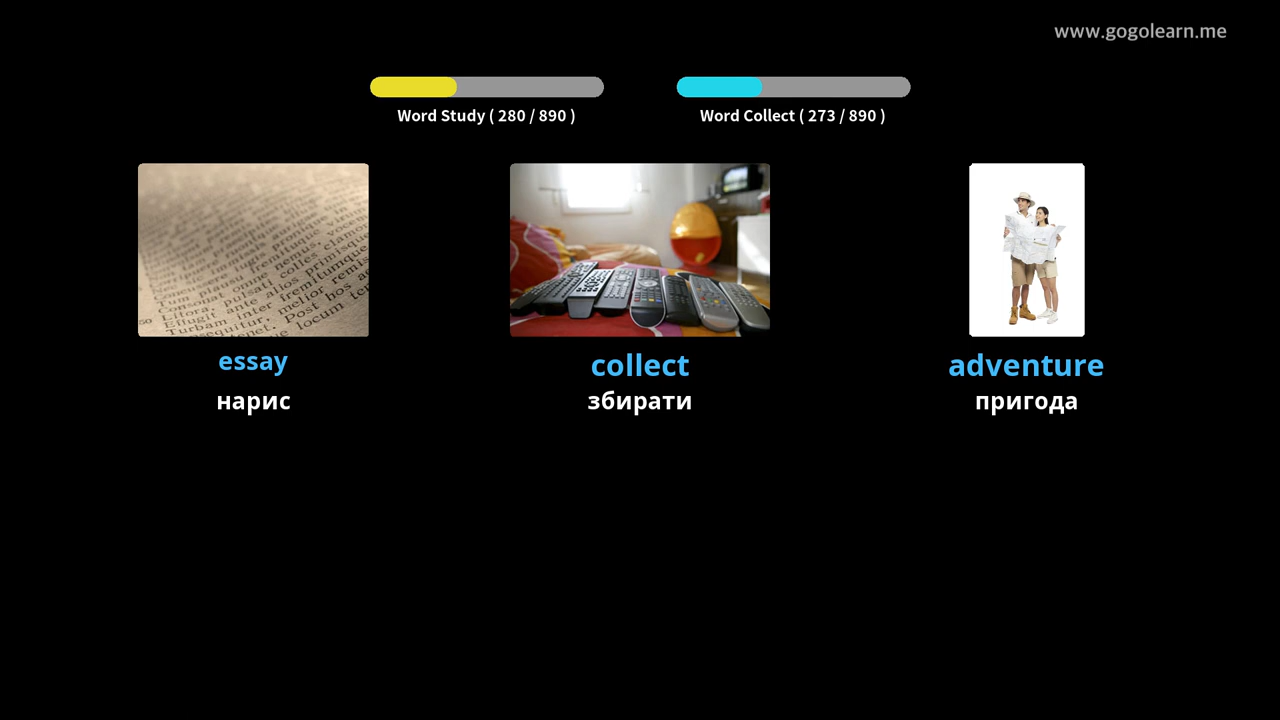 www.gogolearn.me
Word Study ( 280 / 890 )
Word Collect ( 273 / 890 )
essay
нарис
collect
збирати
adventure
пригода